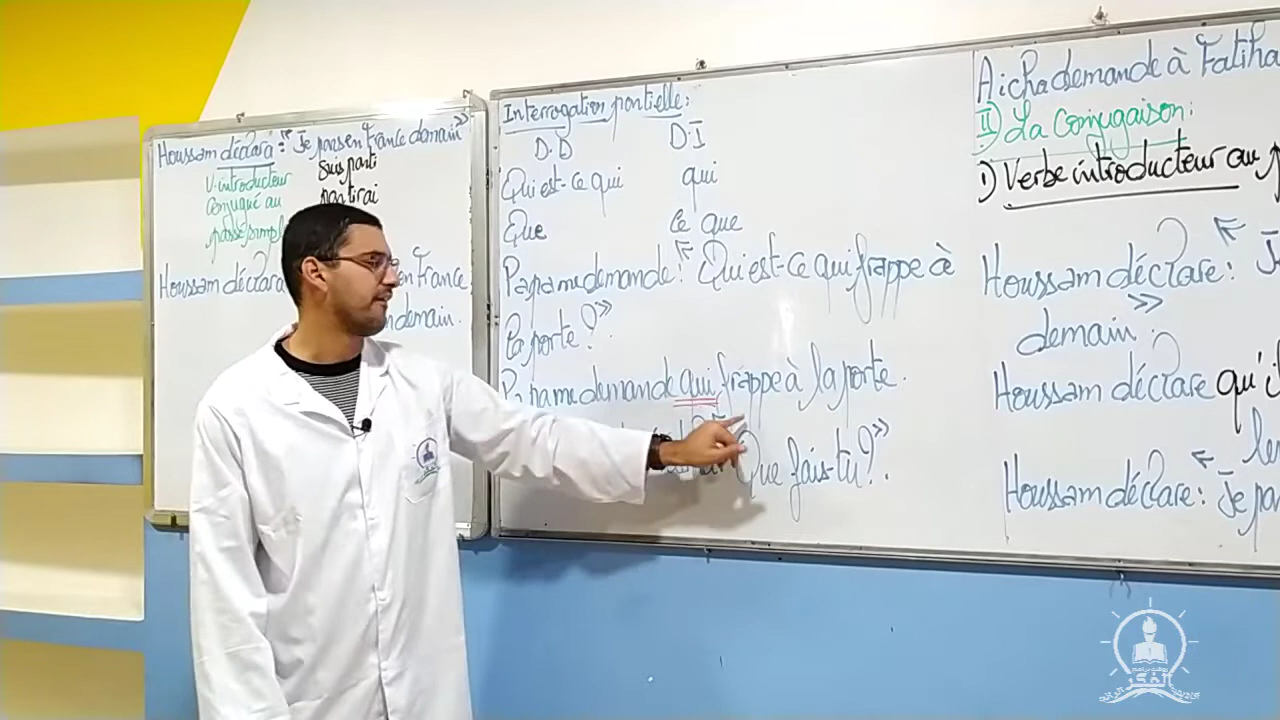 Houssam déclara : « Je pars en France demain »
suis parti
V. introducteur
conjugué au
partirai
passé simpl
Houssam déclara
en France
demain.
Interrogation partielle :
D.D
D.I
Qui est-ce qui
qui
Que
ce que
Papa me demande : « Qui est-ce qui frappe à
la porte ? ».
Papa me demande qui frappe à la porte.
Que fais-tu ? ».
Aicha demande à Fatiha
II) La conjugaison :
1) Verbe introducteur au
Houssam déclare : «
demain ».
Houssam déclare qu'i
Houssam déclare : « Je par